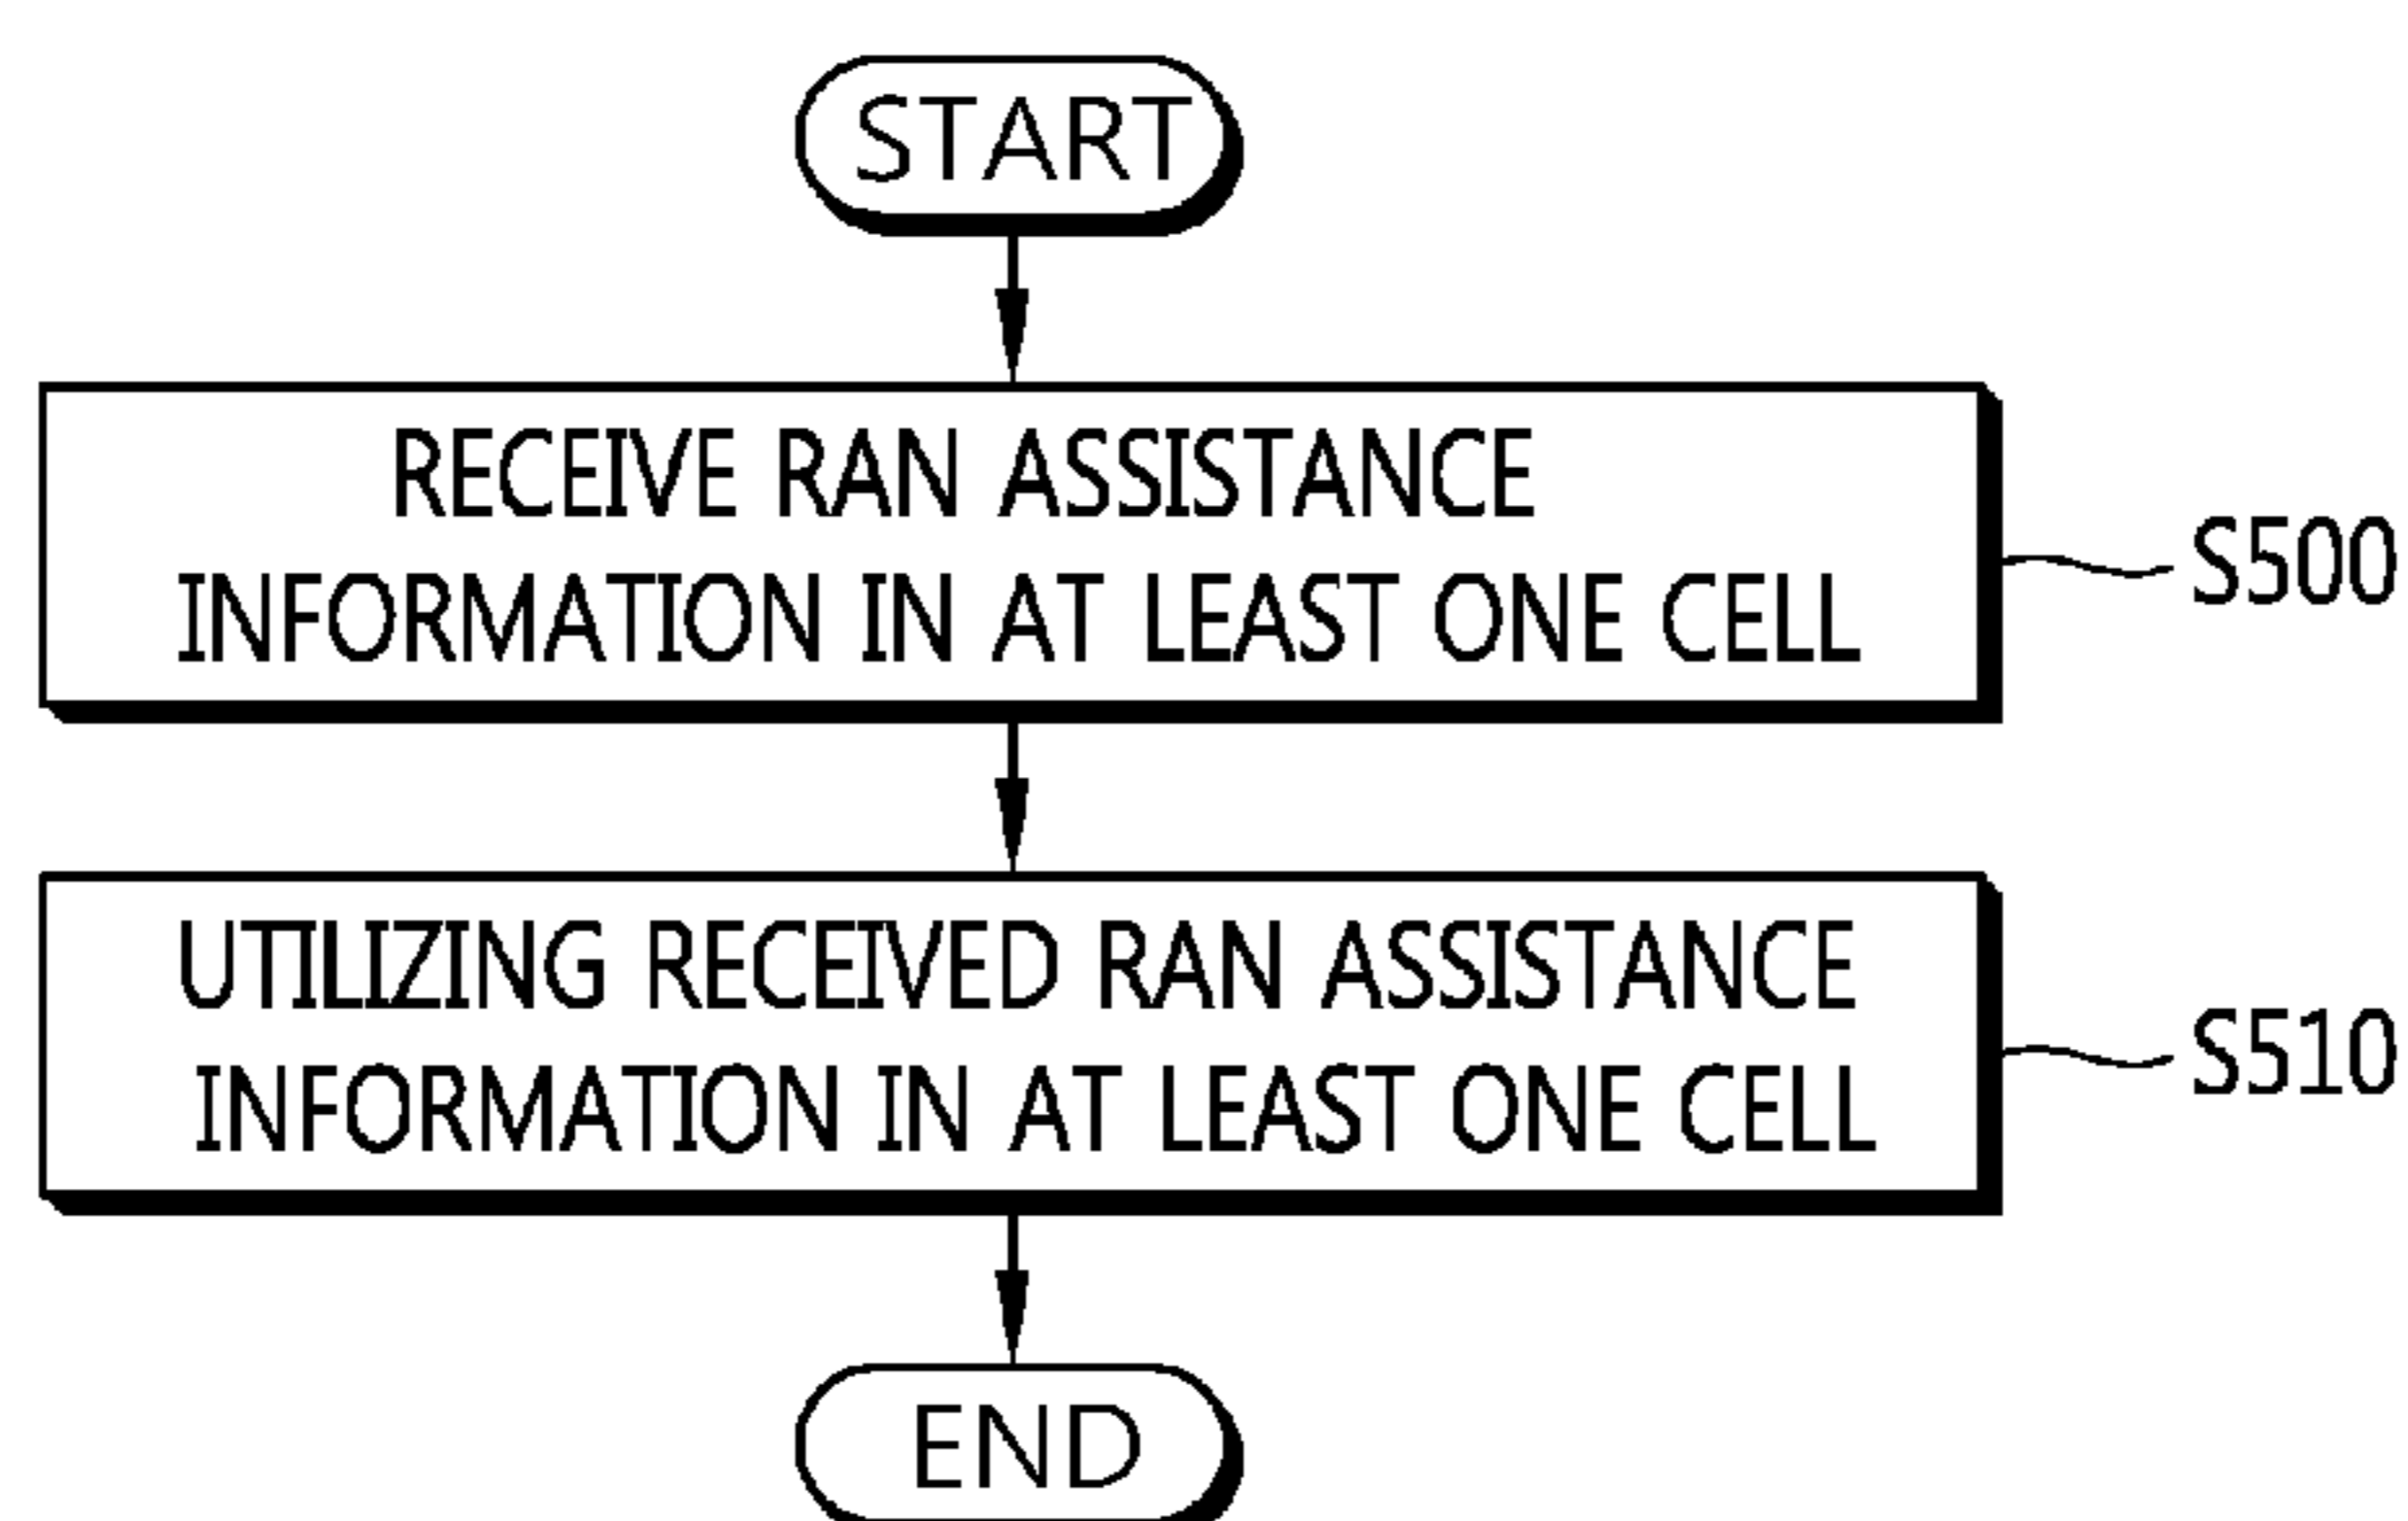 START
RECEIVE RAN ASSISTANCE
INFORMATION IN AT LEAST ONE CELL
S500
UTILIZING RECEIVED RAN ASSISTANCE
INFORMATION IN AT LEAST ONE CELL
S510
END